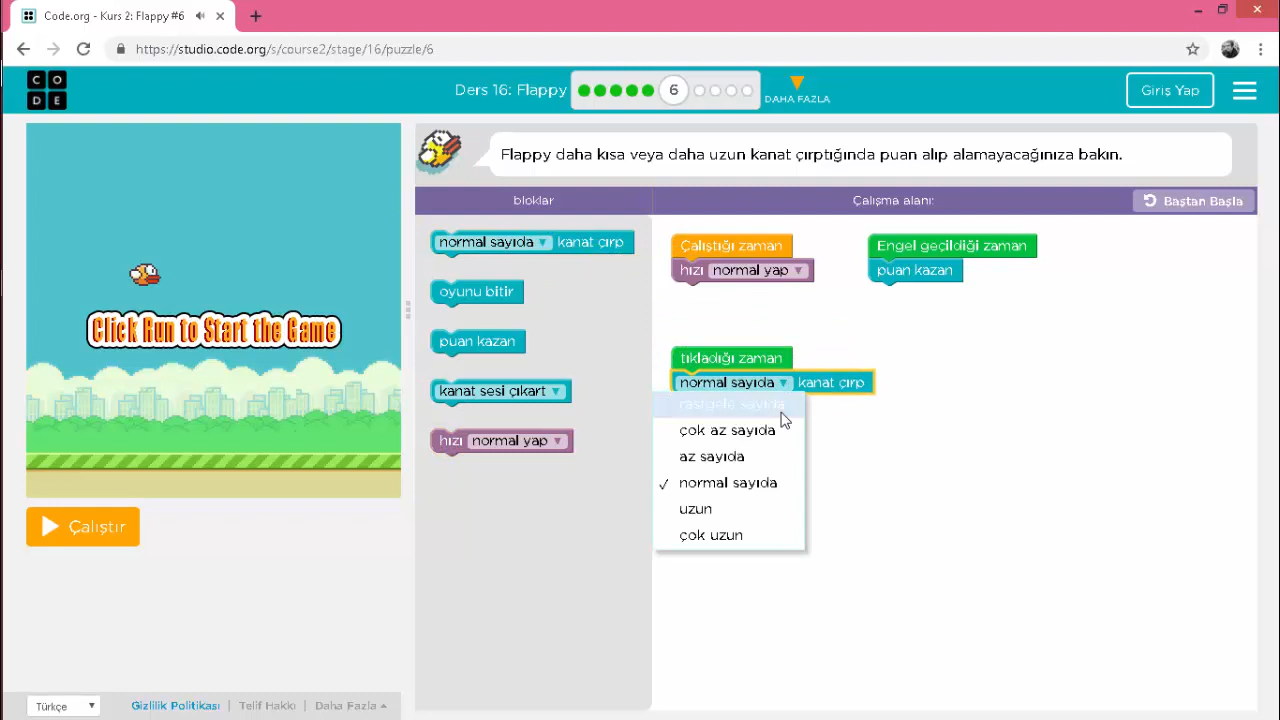 Code.org - Kurs 2: Flappy #6
https://studio.code.org/s/course2/stage/16/puzzle/6
C O
D E
Ders 16: Flappy
6
DAHA FAZLA
Giriş Yap
Flappy daha kısa veya daha uzun kanat çırptığında puan alıp alamayacağınıza bakın.
bloklar
Çalışma alanı:
Baştan Başla
normal sayıda kanat çırp
oyunu bitir
puan kazan
kanat sesi çıkart
hızı normal yap
Çalıştığı zaman
hızı normal yap
Engel geçildiği zaman
puan kazan
tıkladığı zaman
normal sayıda kanat çırp
rastgele sayıda
çok az sayıda
az sayıda
normal sayıda
uzun
çok uzun
Click Run to Start the Game
Çalıştır
Türkçe
Gizlilik Politikası
Telif Hakkı
Daha Fazla